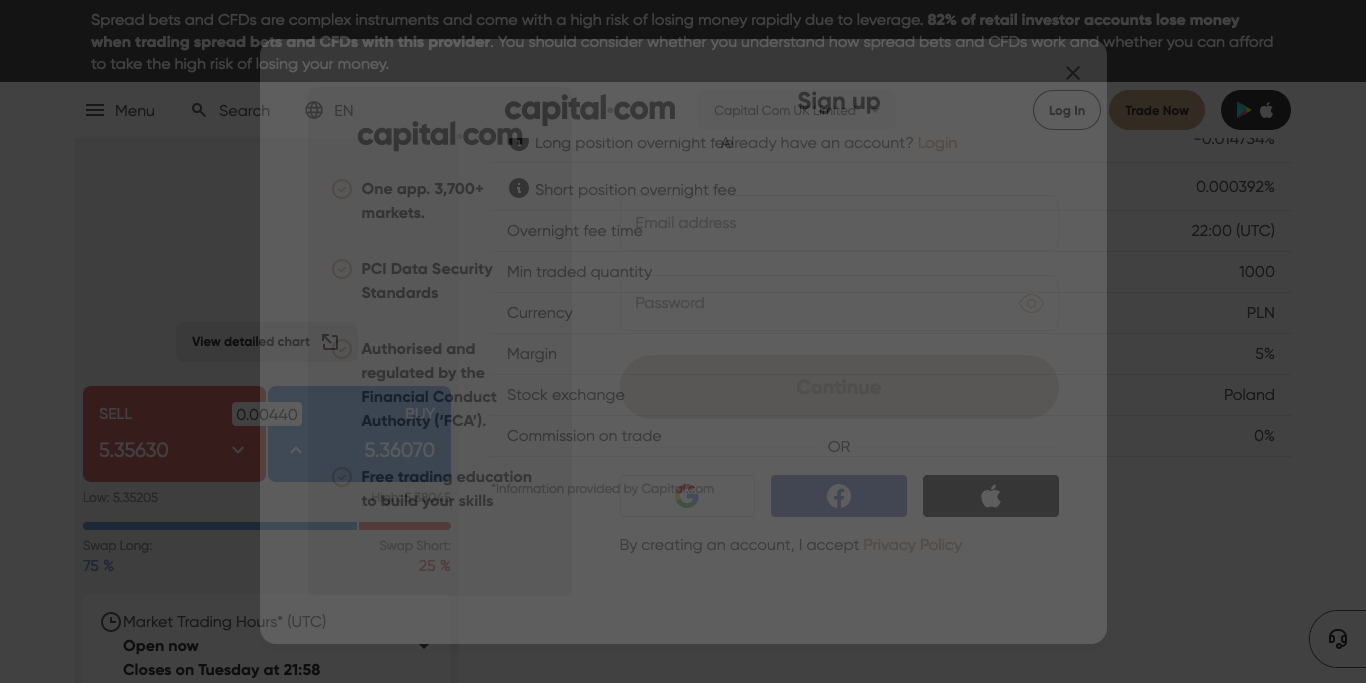 Spread bets and CFDs are complex instruments and come with a high risk of losing money rapidly due to leverage. 82% of retail investor accounts lose money
when trading spread bets and CFDs with this provider. You should consider whether you understand how spread bets and CFDs work and whether you can afford
to take the high risk of losing your money.
Menu
Search
EN
capital.com
Capital Com UK Limited
Log In
Trade Now
Sign up
Already have an account? Login
capital.com
One app. 3,700+
markets.
PCI Data Security
Standards
Authorised and
regulated by the
Financial Conduct
Authority ('FCA').
Free trading education
to build your skills
Email address
Password
Continue
OR
By creating an account, I accept Privacy Policy
Long position overnight fee
-0.014734%
Short position overnight fee
0.000392%
Overnight fee time
22:00 (UTC)
Min traded quantity
1000
Currency
PLN
Margin
5%
Stock exchange
Poland
Commission on trade
0%
*Information provided by Capital.com
View detailed chart
SELL
5.35630
0.00440
BUY
5.36070
Low: 5.35205
Swap Long:
75 %
Swap Short:
25 %
Market Trading Hours* (UTC)
Open now
Closes on Tuesday at 21:58